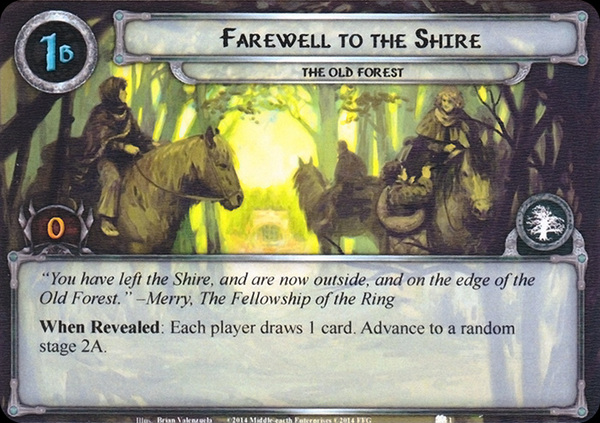 1B
FAREWELL TO THE SHIRE
THE OLD FOREST
0
“You have left the Shire, and are now outside, and on the edge of the
Old Forest.” –Merry, The Fellowship of the Ring
When Revealed: Each player draws 1 card. Advance to a random
stage 2A.
Illus. Brian Valenzuela ©2014 Middle-earth Enterprises ©2014 FFG 1